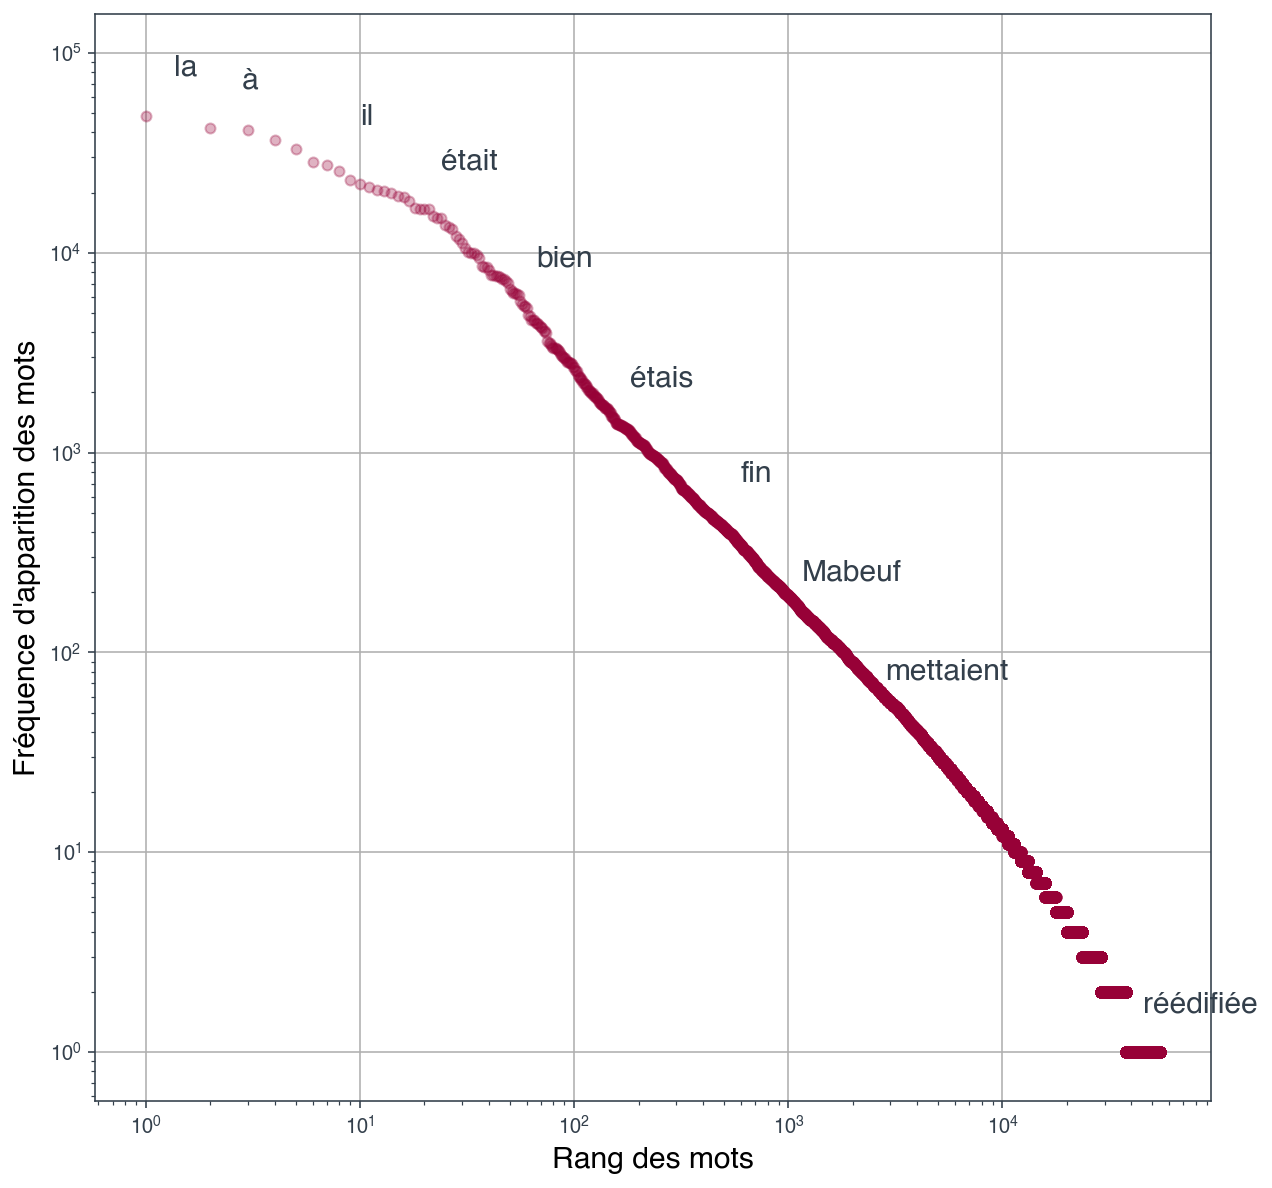 10⁵
la
à
il
était
10⁴
bien
étais
10³
fin
Mabeuf
10²
mettaient
10¹
réédifiée
10⁰
Fréquence d'apparition des mots
10⁰ 10¹ 10² 10³ 10⁴
Rang des mots